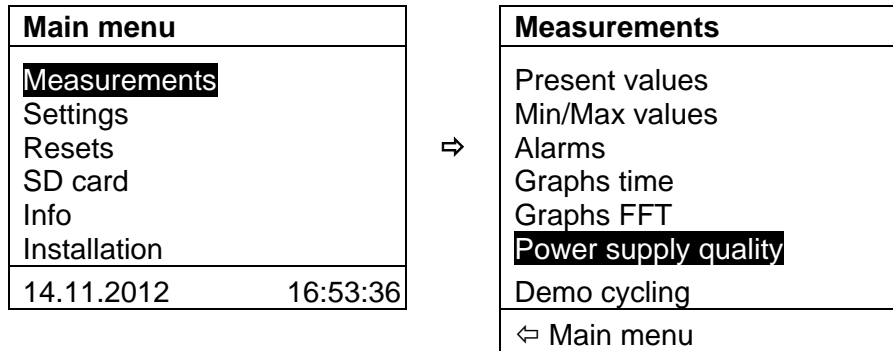 Main menu
Measurements
Settings
Resets
SD card
Info
Installation
14.11.2012 16:53:36
⇨
Measurements
Present values
Min/Max values
Alarms
Graphs time
Graphs FFT
Power supply quality
Demo cycling
⇦ Main menu